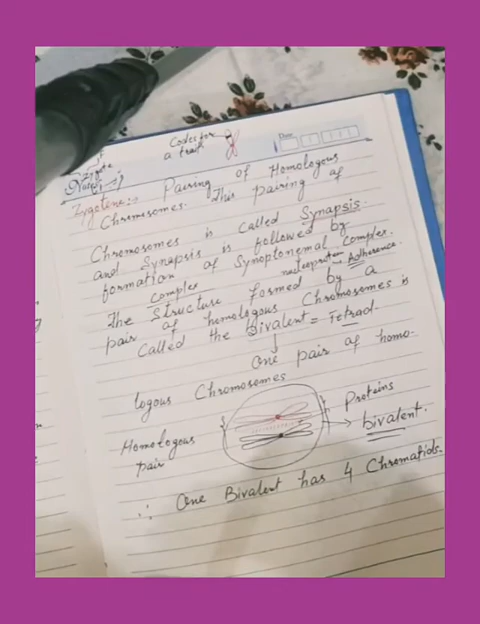 Codes for
a trait
Date
Zygotene:- Pairing of Homologous
Chromosomes. This pairing of
Chromosomes is called Synapsis.
and Synapsis is followed by
formation of Synoptonemal Complex.
nucleoprotein → Adherence.
The Complex Structure formed by a
pair of homologous Chromosomes is
Called the Bivalent = Tetrad.
One pair of homo-
logous Chromosomes
Homologous
pair
Proteins
bivalent.
∴ One Bivalent has 4 Chromatids.